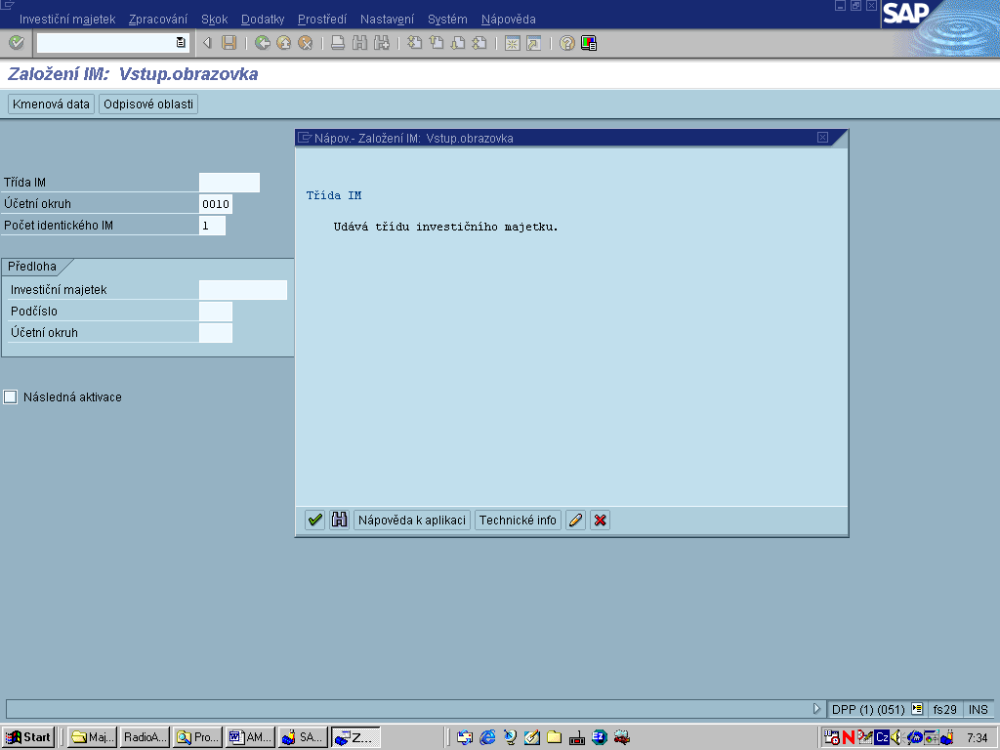 Investiční majetek Zpracování Skok Dodatky Prostředí Nastavení Systém Nápověda
SAP
Založení IM: Vstup.obrazovka
Kmenová data Odpisové oblasti
Nápov.- Založení IM: Vstup.obrazovka
Třída IM
Účetní okruh 0010
Počet identického IM 1
Předloha
Investiční majetek
Podčíslo
Účetní okruh
Následná aktivace
Třída IM
Udává třídu investičního majetku.
Nápověda k aplikaci Technické info
DPP (1) (051) fs29 INS
Start Maj... RadioA... Pro... AM... SA... Z... Cz 7:34